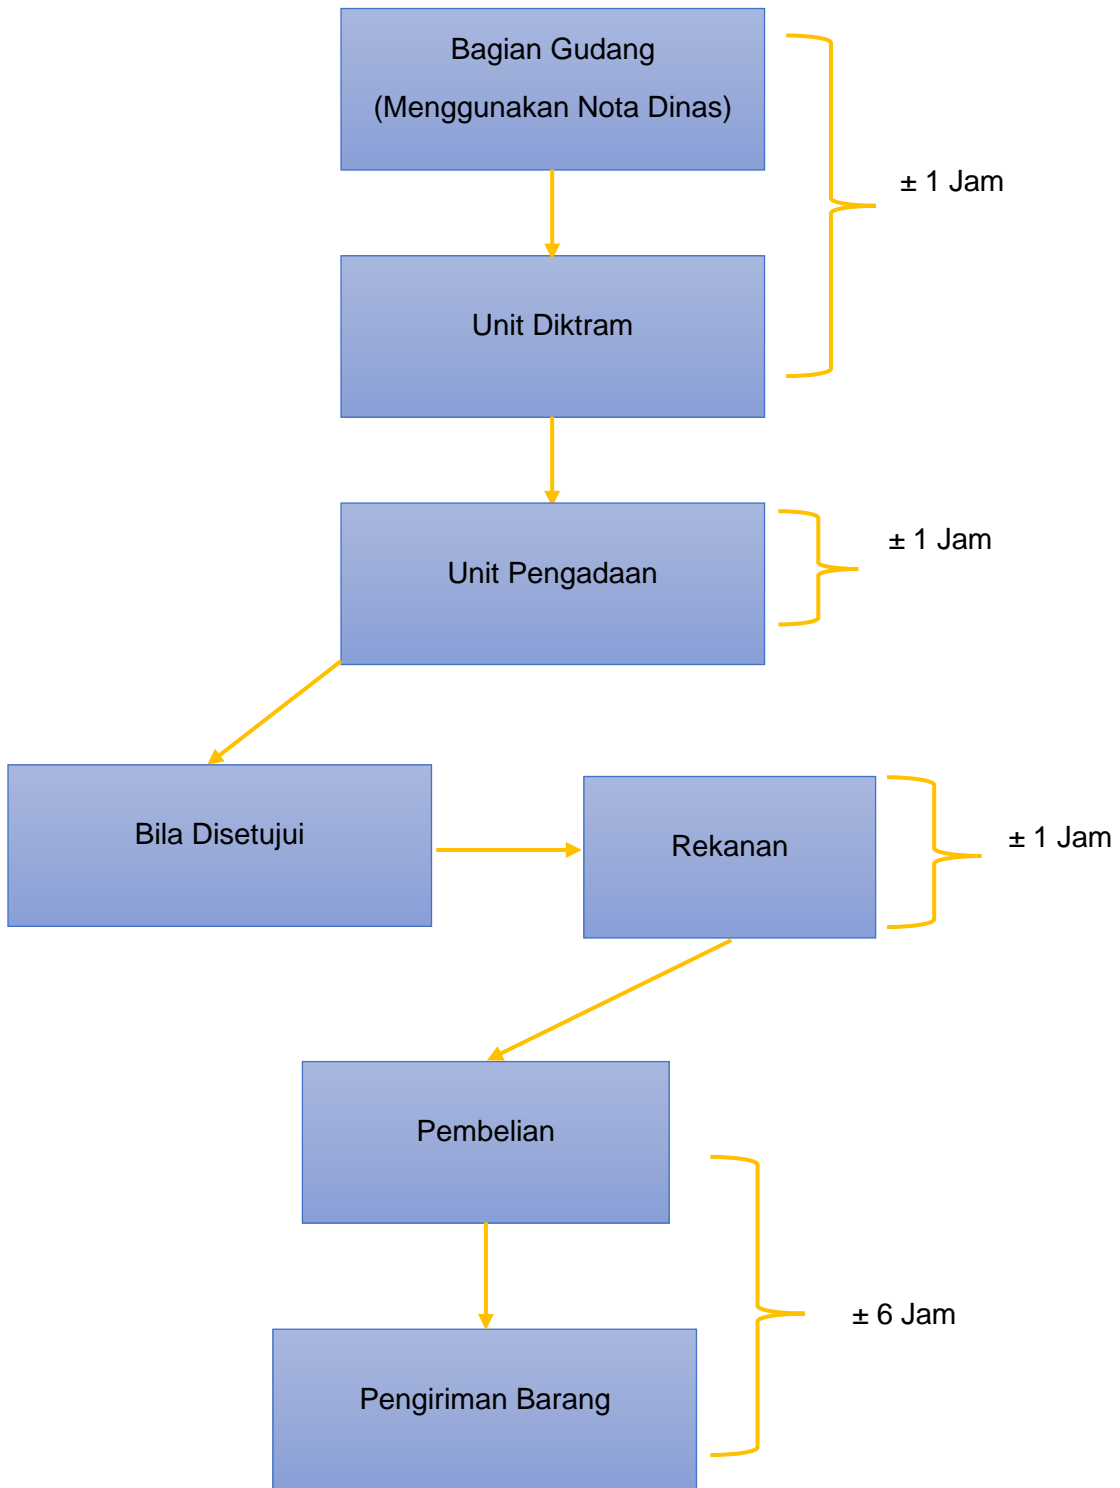 Bagian Gudang
(Menggunakan Nota Dinas)
± 1 Jam
Unit Diktram
± 1 Jam
Unit Pengadaan
Bila Disetujui
Rekanan
± 1 Jam
Pembelian
± 6 Jam
Pengiriman Barang